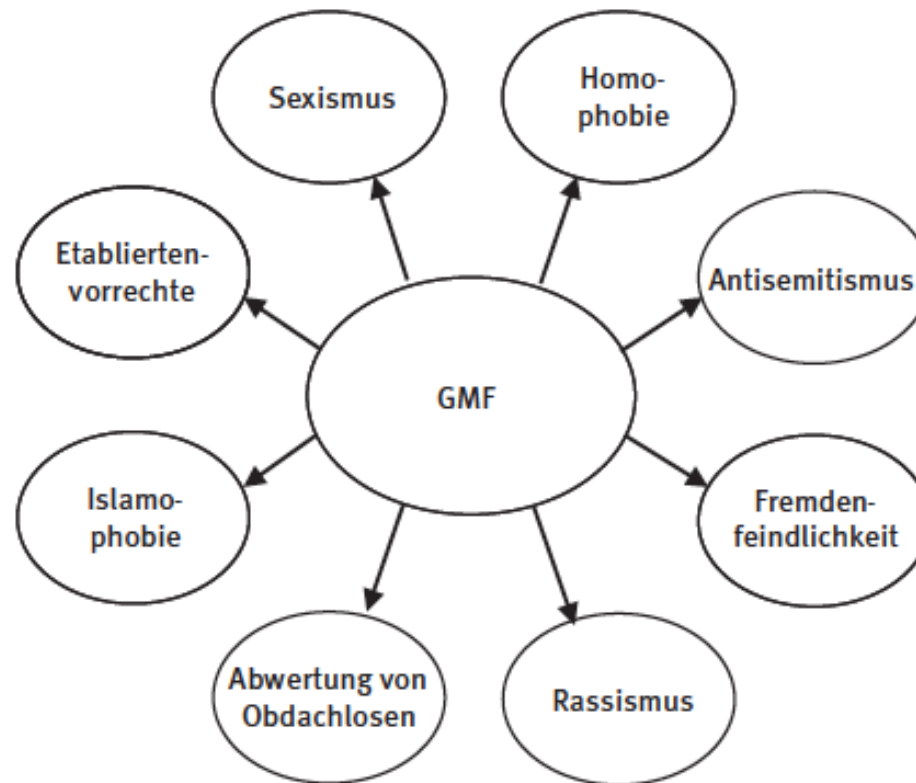 Sexismus
Homo-
phobie
Etablierten-
vorrechte
Antisemitismus
GMF
Islamo-
phobie
Fremden-
feindlichkeit
Abwertung von
Obdachlosen
Rassismus